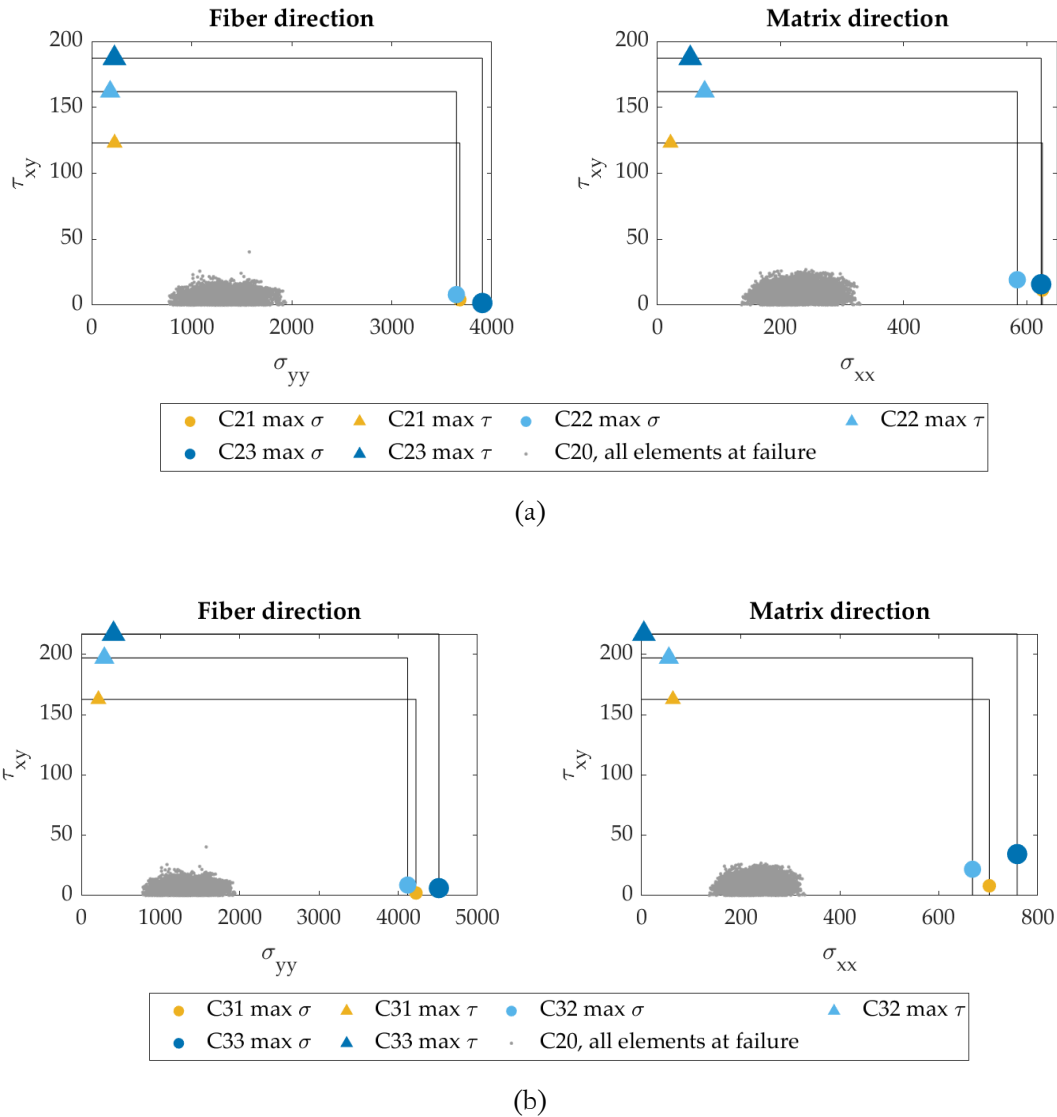 Fiber direction
Matrix direction
200
150
100
50
0
τxy
0 1000 2000 3000 4000
σyy
200
150
100
50
0
τxy
0 200 400 600
σxx
C21 max σ C21 max τ C22 max σ C22 max τ
C23 max σ C23 max τ C20, all elements at failure
(a)
Fiber direction
Matrix direction
200
150
100
50
0
τxy
0 1000 2000 3000 4000 5000
σyy
200
150
100
50
0
τxy
0 200 400 600 800
σxx
C31 max σ C31 max τ C32 max σ C32 max τ
C33 max σ C33 max τ C20, all elements at failure
(b)